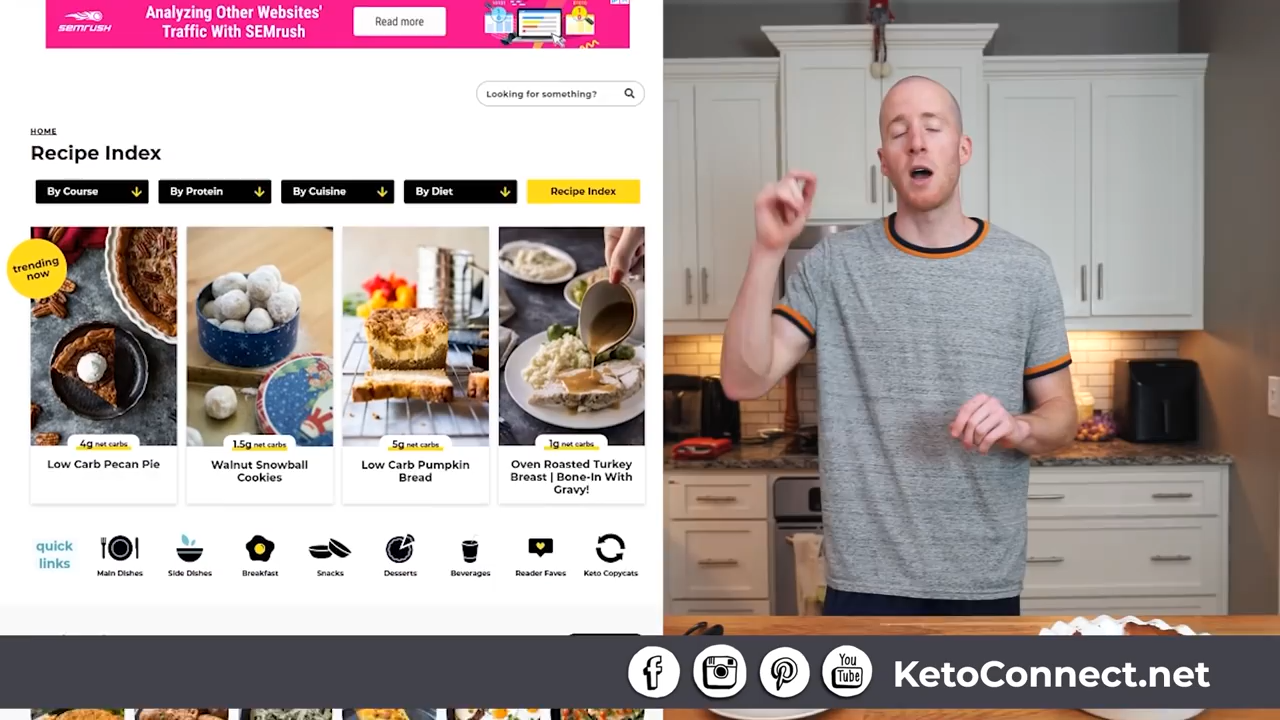 SEMRUSH
Analyzing Other Websites'
Traffic With SEMrush
Read more
Looking for something?
HOME
Recipe Index
By Course
By Protein
By Cuisine
By Diet
Recipe Index
trending
now
4g net carbs
1.5g net carbs
5g net carbs
1g net carbs
Low Carb Pecan Pie
Walnut Snowball
Cookies
Low Carb Pumpkin
Bread
Oven Roasted Turkey
Breast | Bone-In With
Gravy!
quick
links
Main Dishes
Side Dishes
Breakfast
Snacks
Desserts
Beverages
Reader Faves
Keto Copycats
You
Tube
KetoConnect.net